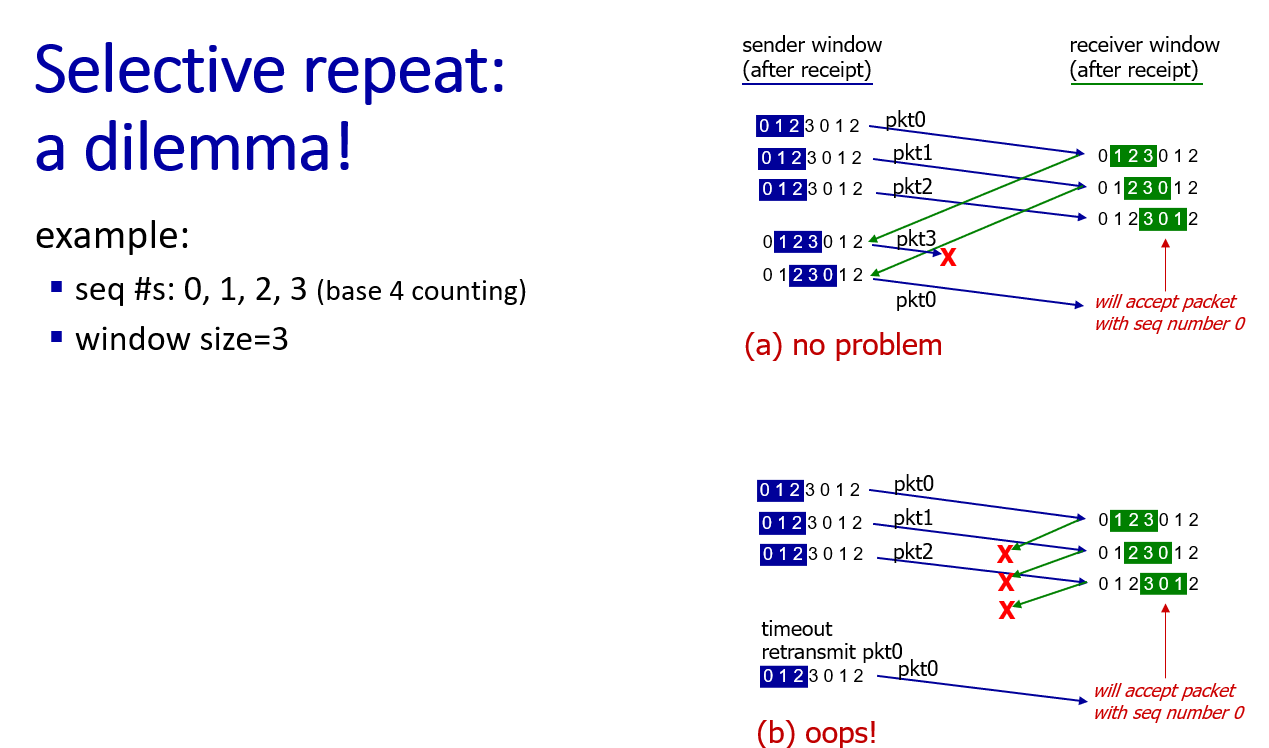 Selective repeat:
a dilemma!
example:
▪ seq #s: 0, 1, 2, 3 (base 4 counting)
▪ window size=3
sender window
(after receipt)
receiver window
(after receipt)
0 1 2 3 0 1 2
pkt0
0 1 2 3 0 1 2
0 1 2 3 0 1 2
pkt1
0 1 2 3 0 1 2
0 1 2 3 0 1 2
pkt2
0 1 2 3 0 1 2
0 1 2 3 0 1 2
pkt3
X
0 1 2 3 0 1 2
pkt0
will accept packet
with seq number 0
(a) no problem
0 1 2 3 0 1 2
pkt0
0 1 2 3 0 1 2
0 1 2 3 0 1 2
pkt1
0 1 2 3 0 1 2
0 1 2 3 0 1 2
pkt2
X
X
0 1 2 3 0 1 2
X
timeout
retransmit pkt0
0 1 2 3 0 1 2
pkt0
will accept packet
with seq number 0
(b) oops!